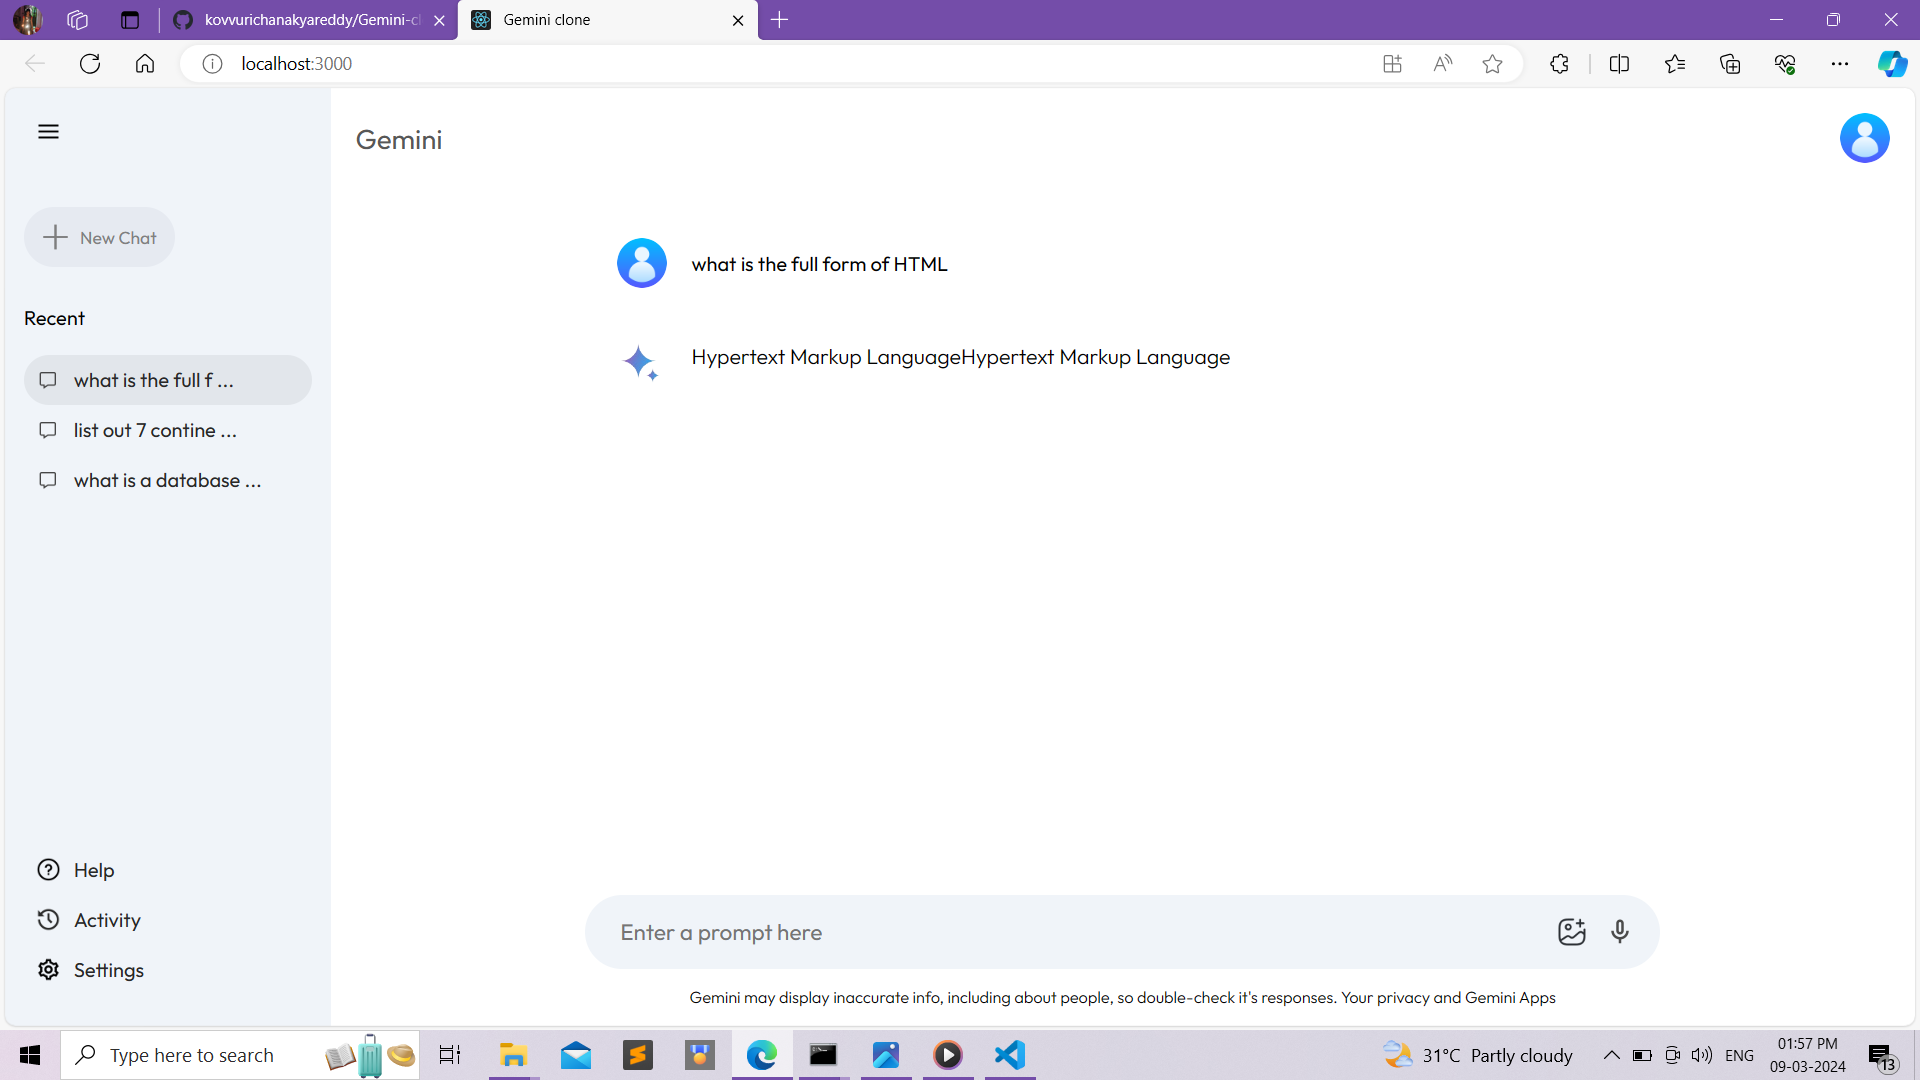 kovvurichanakyareddy/Gemini-cl
Gemini clone
localhost:3000
Gemini
New Chat
what is the full form of HTML
Recent
Hypertext Markup LanguageHypertext Markup Language
what is the full f ...
list out 7 contine ...
what is a database ...
Help
Activity
Settings
Enter a prompt here
Gemini may display inaccurate info, including about people, so double-check it's responses. Your privacy and Gemini Apps
Type here to search
31°C Partly cloudy
ENG
01:57 PM
09-03-2024
13